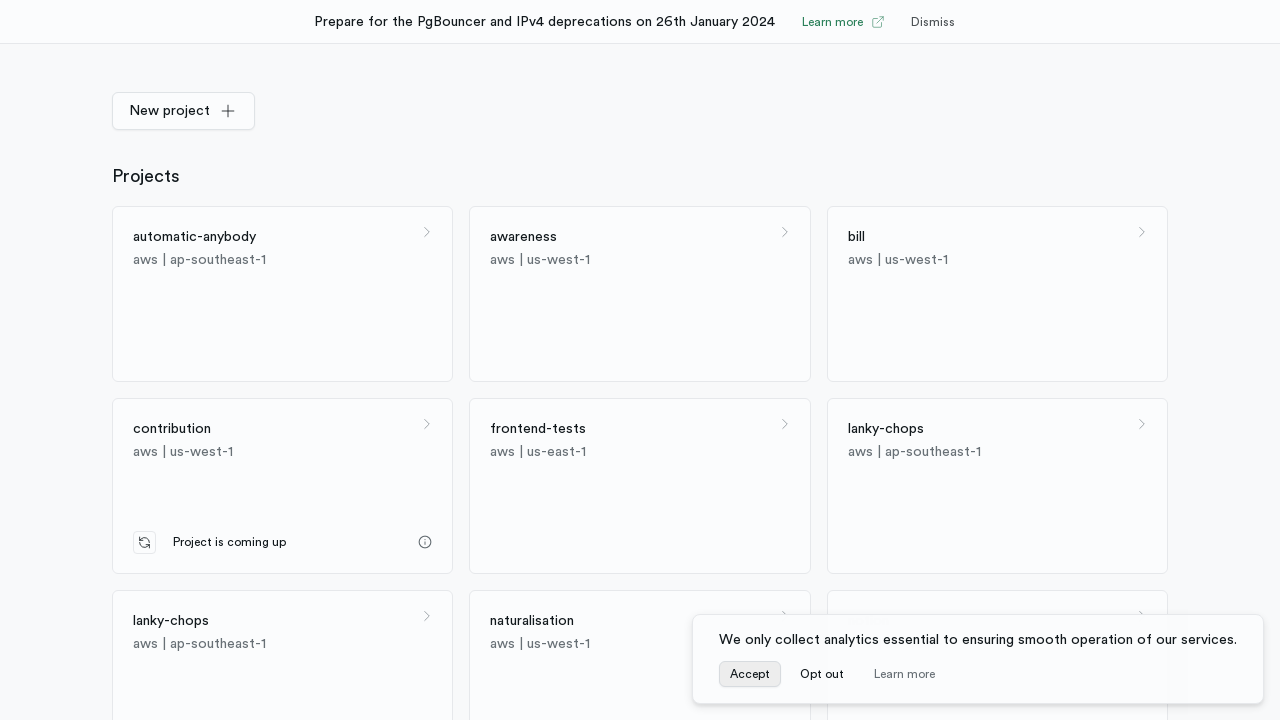 Prepare for the PgBouncer and IPv4 deprecations on 26th January 2024
Learn more
Dismiss
New project
Projects
automatic-anybody
aws | ap-southeast-1
awareness
aws | us-west-1
bill
aws | us-west-1
contribution
aws | us-west-1
Project is coming up
frontend-tests
aws | us-east-1
lanky-chops
aws | ap-southeast-1
lanky-chops
aws | ap-southeast-1
naturalisation
aws | us-west-1
We only collect analytics essential to ensuring smooth operation of our services.
Accept
Opt out
Learn more